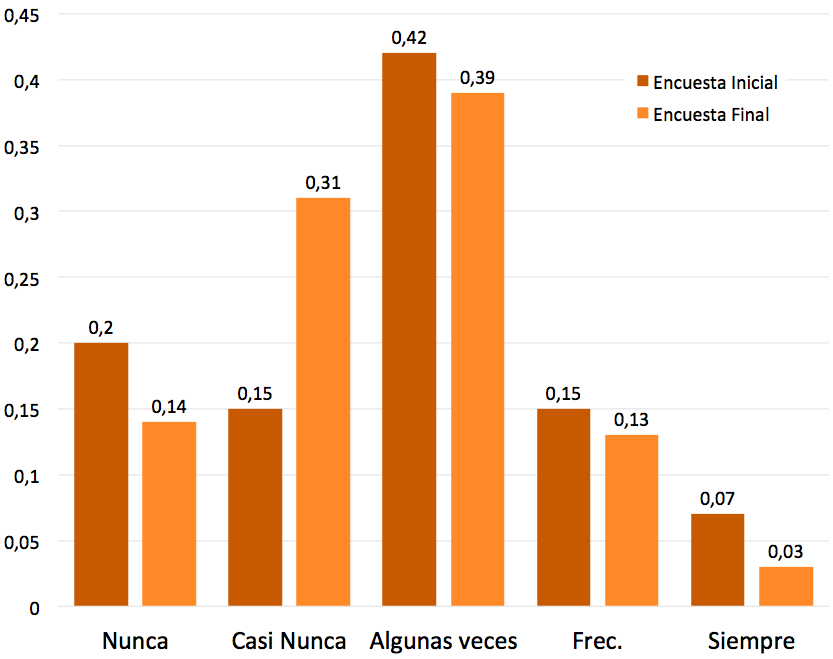 0,45
0,4
0,35
0,3
0,25
0,2
0,15
0,1
0,05
0
0,2
0,14
0,15
0,31
0,42
0,39
0,15
0,13
0,07
0,03
Encuesta Inicial
Encuesta Final
Nunca
Casi Nunca
Algunas veces
Frec.
Siempre